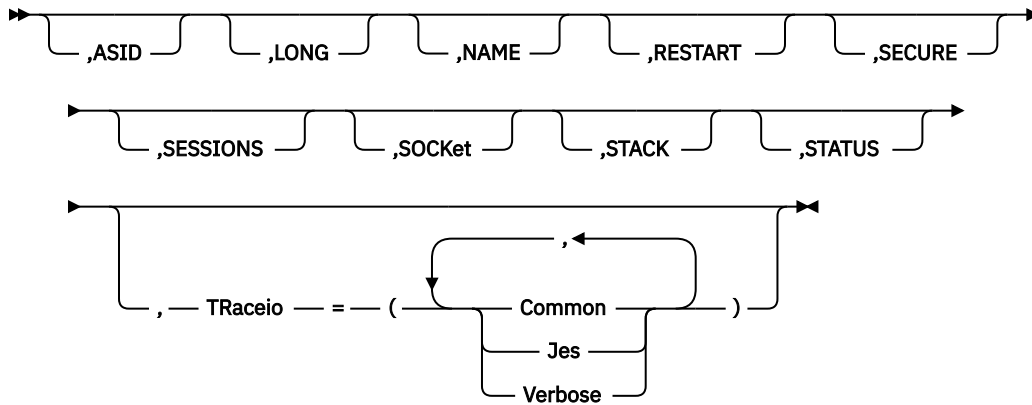 ,ASID ,LONG ,NAME ,RESTART ,SECURE
,SESSIONS ,SOCKet ,STACK ,STATUS
,
, TRaceio = ( Common )
Jes
Verbose